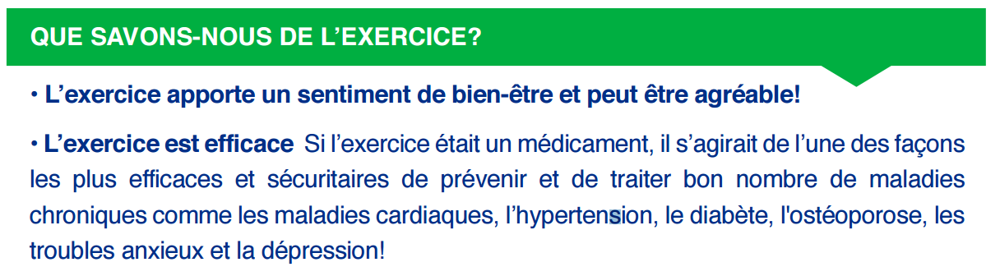 QUE SAVONS-NOUS DE L’EXERCICE?
• L’exercice apporte un sentiment de bien-être et peut être agréable!
• L’exercice est efficace  Si l’exercice était un médicament, il s’agirait de l’une des façons
les plus efficaces et sécuritaires de prévenir et de traiter bon nombre de maladies
chroniques comme les maladies cardiaques, l’hypertension, le diabète, l'ostéoporose, les
troubles anxieux et la dépression!